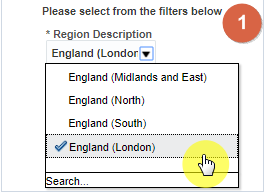 Please select from the filters below
1
* Region Description
England (London
England (Midlands and East)
England (North)
England (South)
England (London)
Search...